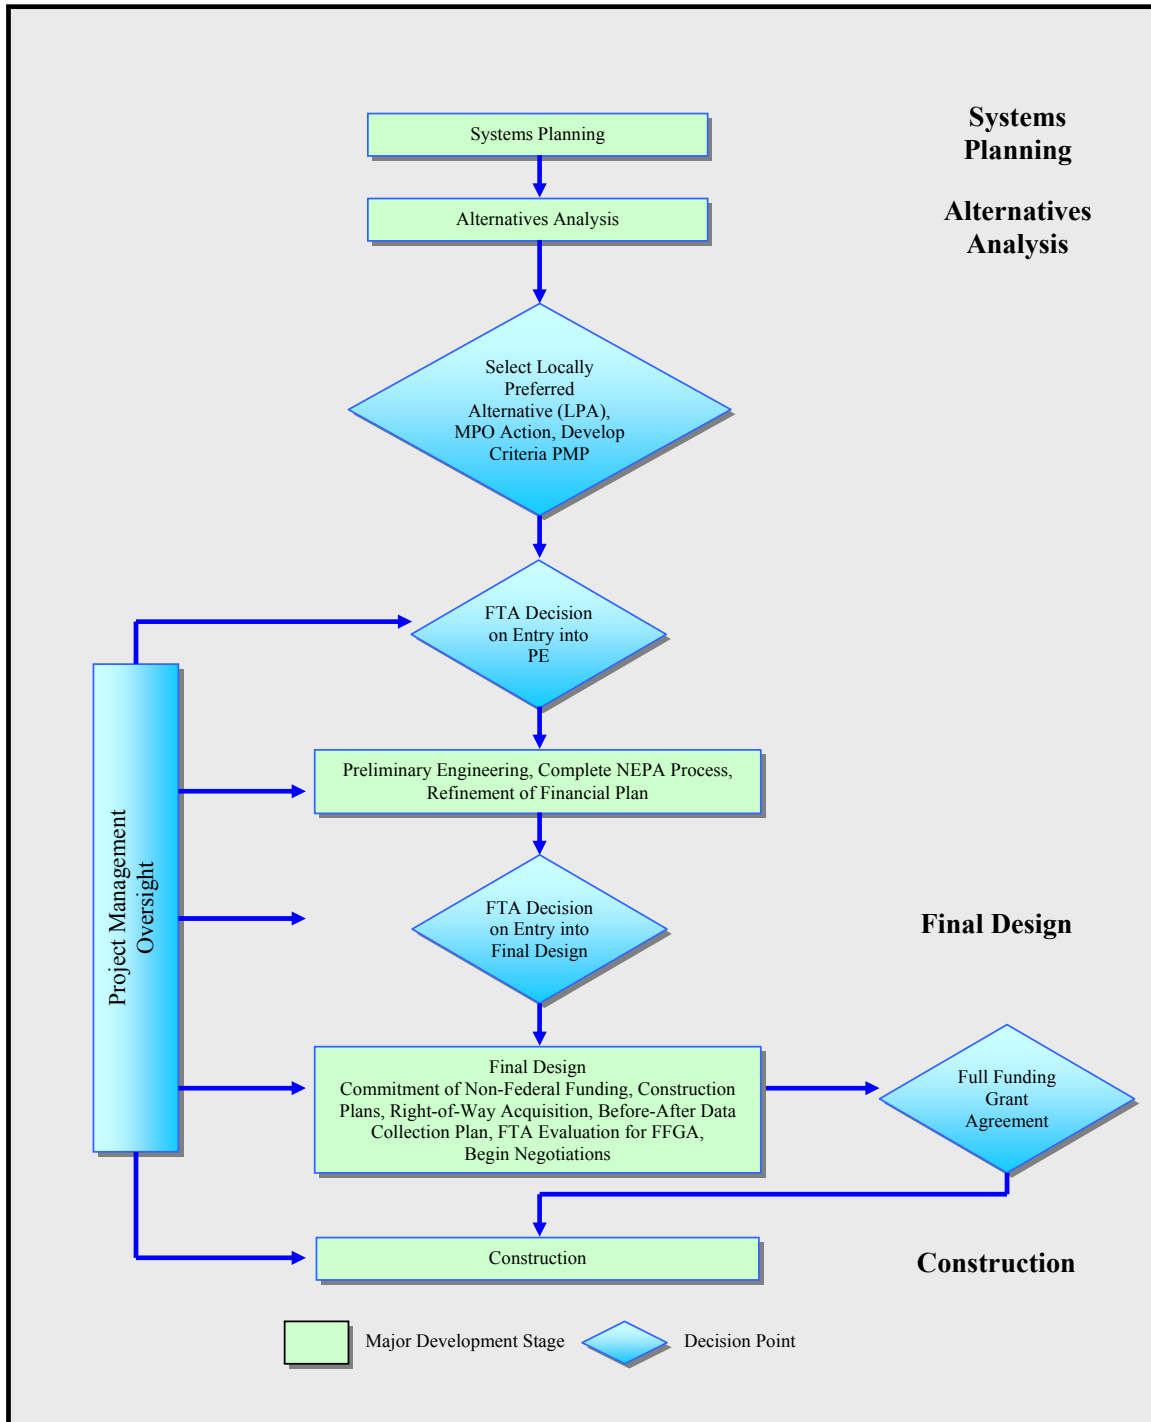 Systems Planning
Systems
Planning
Alternatives Analysis
Alternatives
Analysis
Select Locally
Preferred
Alternative (LPA),
MPO Action, Develop
Criteria PMP
FTA Decision
on Entry into
PE
Project Management
Oversight
Preliminary Engineering, Complete NEPA Process,
Refinement of Financial Plan
FTA Decision
on Entry into
Final Design
Final Design
Final Design
Commitment of Non-Federal Funding, Construction
Plans, Right-of-Way Acquisition, Before-After Data
Collection Plan, FTA Evaluation for FFGA,
Begin Negotiations
Full Funding
Grant
Agreement
Construction
Construction
Major Development Stage
Decision Point